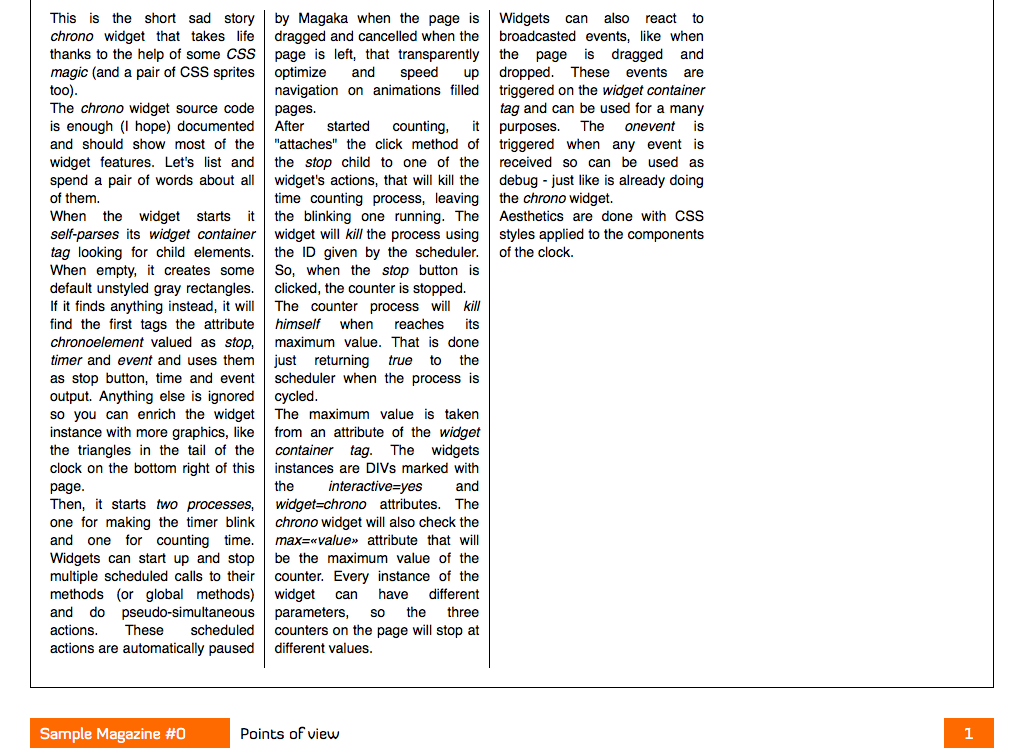 This is the short sad story
chrono widget that takes life
thanks to the help of some CSS
magic (and a pair of CSS sprites
too).
The chrono widget source code
is enough (I hope) documented
and should show most of the
widget features. Let's list and
spend a pair of words about all
of them.
When the widget starts it
self-parses its widget container
tag looking for child elements.
When empty, it creates some
default unstyled gray rectangles.
If it finds anything instead, it will
find the first tags the attribute
chronoelement valued as stop,
timer and event and uses them
as stop button, time and event
output. Anything else is ignored
so you can enrich the widget
instance with more graphics, like
the triangles in the tail of the
clock on the bottom right of this
page.
Then, it starts two processes,
one for making the timer blink
and one for counting time.
Widgets can start up and stop
multiple scheduled calls to their
methods (or global methods)
and do pseudo-simultaneous
actions. These scheduled
actions are automatically paused
by Magaka when the page is
dragged and cancelled when the
page is left, that transparently
optimize and speed up
navigation on animations filled
pages.
After started counting, it
"attaches" the click method of
the stop child to one of the
widget's actions, that will kill the
time counting process, leaving
the blinking one running. The
widget will kill the process using
the ID given by the scheduler.
So, when the stop button is
clicked, the counter is stopped.
The counter process will kill
himself when reaches its
maximum value. That is done
just returning true to the
scheduler when the process is
cycled.
The maximum value is taken
from an attribute of the widget
container tag. The widgets
instances are DIVs marked with
the interactive=yes and
widget=chrono attributes. The
chrono widget will also check the
max=«value» attribute that will
be the maximum value of the
counter. Every instance of the
widget can have different
parameters, so the three
counters on the page will stop at
different values.
Widgets can also react to
broadcasted events, like when
the page is dragged and
dropped. These events are
triggered on the widget container
tag and can be used for a many
purposes. The onevent is
triggered when any event is
received so can be used as
debug - just like is already doing
the chrono widget.
Aesthetics are done with CSS
styles applied to the components
of the clock.
Sample Magazine #0
Points of view
1